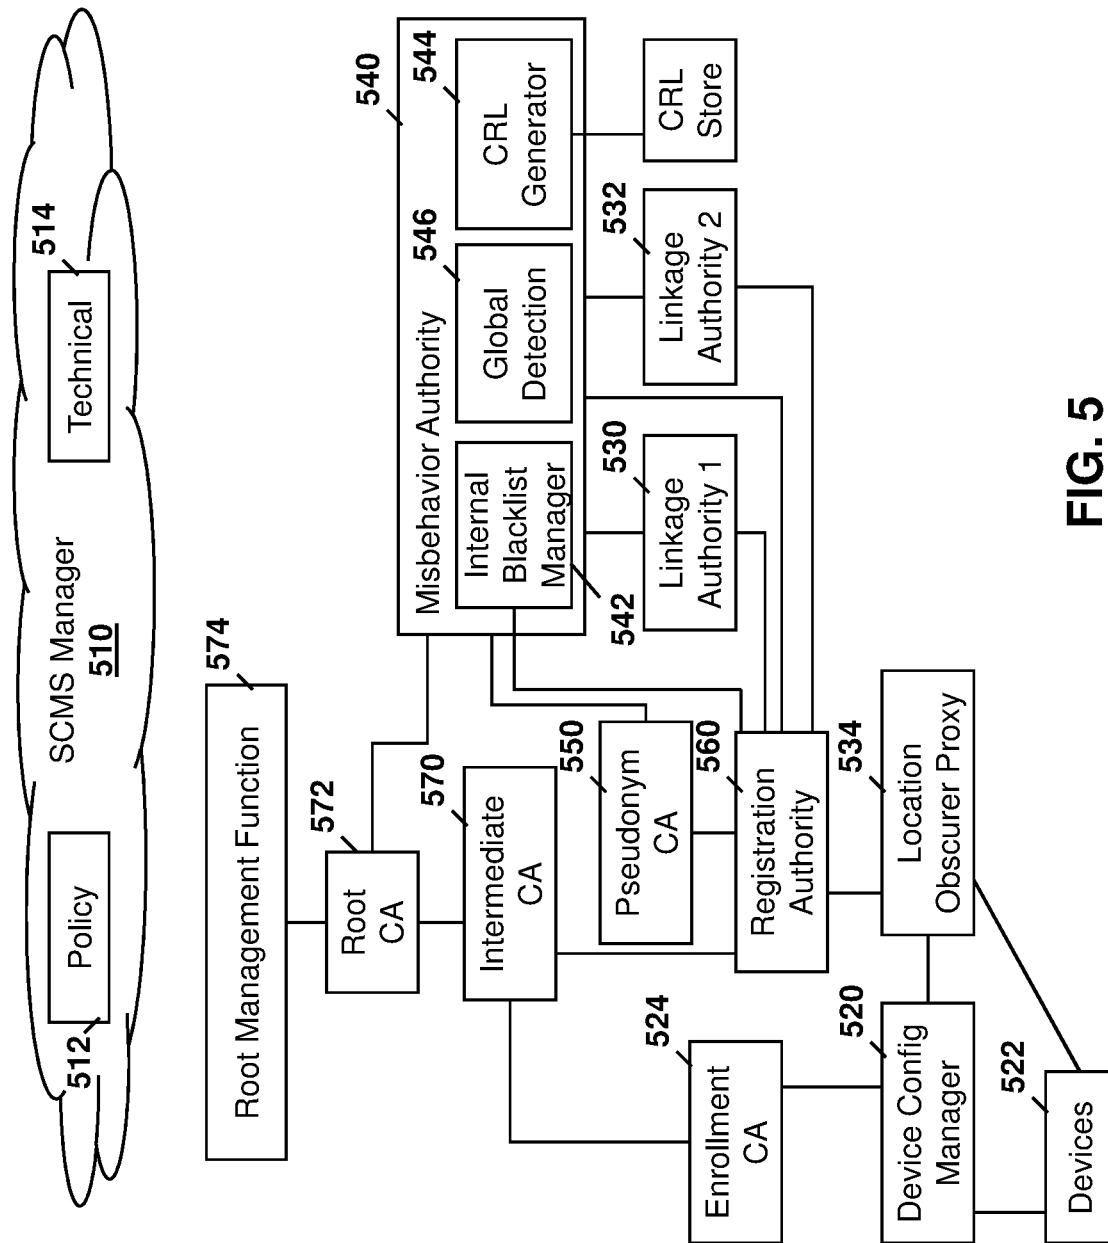 SCMS Manager
510
Policy
512
Technical
514
Root Management Function
574
Root
CA
572
Misbehavior Authority
540
Internal
Blacklist
Manager
542
Global
Detection
546
CRL
Generator
544
Intermediate
CA
570
Pseudonym
CA
550
Linkage
Authority 1
530
Linkage
Authority 2
532
CRL
Store
Enrollment
CA
524
Registration
Authority
560
Device Config
Manager
520
Location
Obscurer Proxy
534
Devices
522
FIG. 5